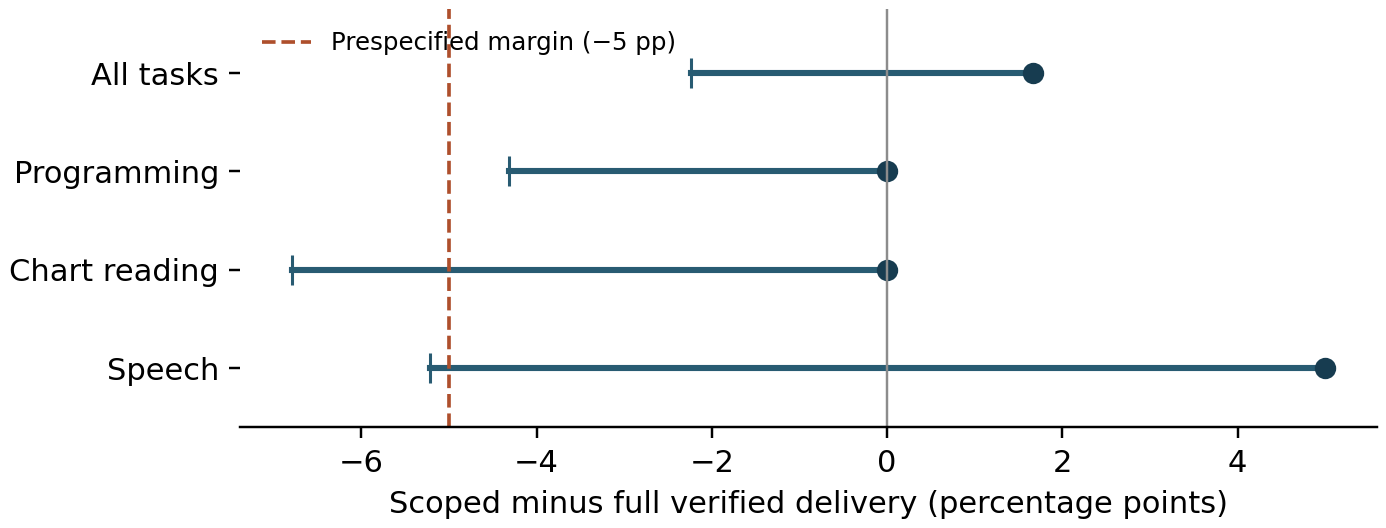 Prespecified margin (−5 pp)
All tasks
Programming
Chart reading
Speech
−6 −4 −2 0 2 4
Scoped minus full verified delivery (percentage points)